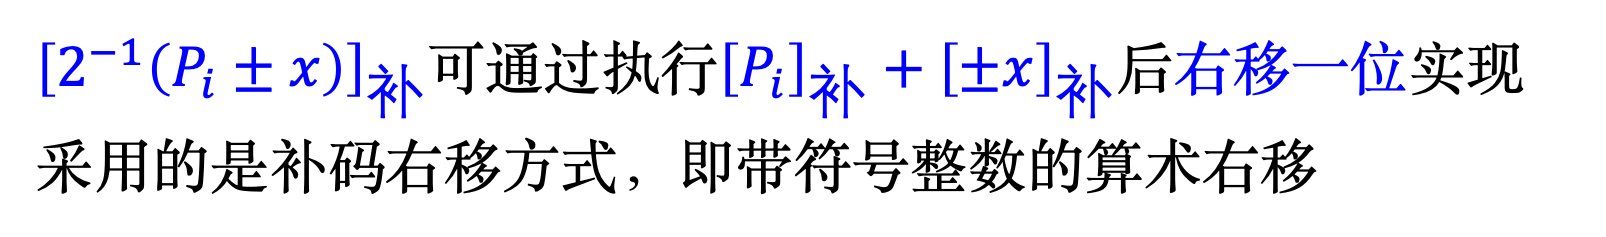 [2⁻¹(Pᵢ ± x)]补可通过执行[Pᵢ]补 + [±x]补后右移一位实现
采用的是补码右移方式，即带符号整数的算术右移